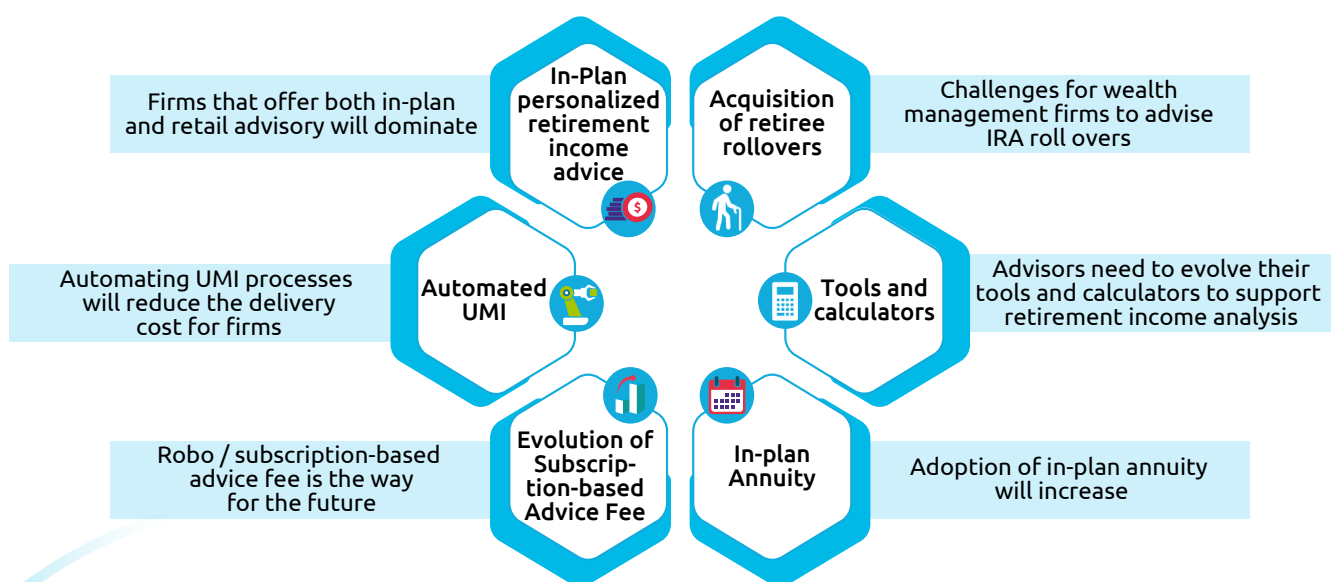 Firms that offer both in-plan
and retail advisory will dominate
In-Plan
personalized
retirement
income
advice
Acquisition
of retiree
rollovers
Challenges for wealth
management firms to advise
IRA roll overs
Automating UMI processes
will reduce the delivery
cost for firms
Automated
UMI
Tools and
calculators
Advisors need to evolve their
tools and calculators to support
retirement income analysis
Robo / subscription-based
advice fee is the way
for the future
Evolution of
Subscrip-
tion-based
Advice Fee
In-plan
Annuity
Adoption of in-plan annuity
will increase
$